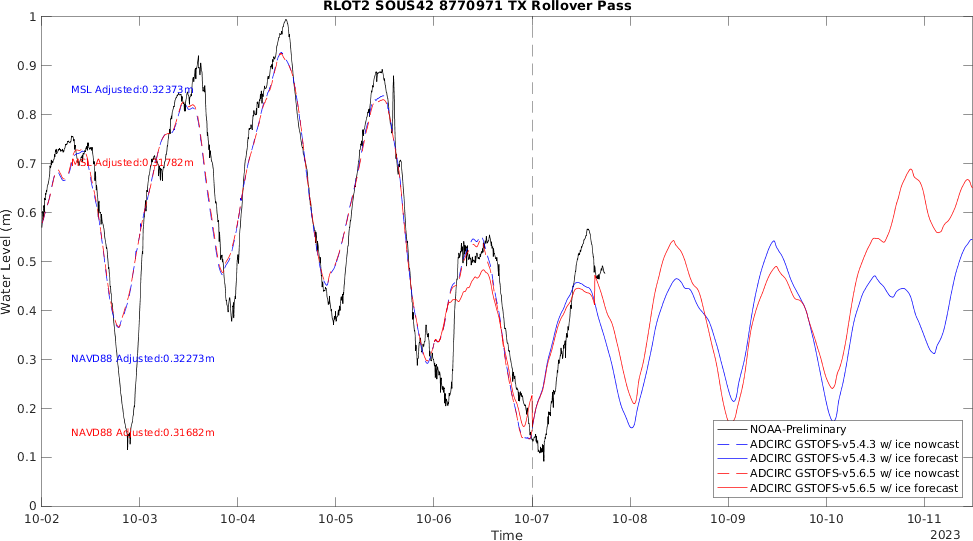 RLOT2 SOUS42 8770971 TX Rollover Pass
1
0.9
0.8
0.7
0.6
0.5
0.4
0.3
0.2
0.1
0
Water Level (m)
MSL Adjusted:0.32373m
MSL Adjusted:0.31782m
NAVD88 Adjusted:0.32273m
NAVD88 Adjusted:0.31682m
NOAA-Preliminary
ADCIRC GSTOFS-v5.4.3 w/ ice nowcast
ADCIRC GSTOFS-v5.4.3 w/ ice forecast
ADCIRC GSTOFS-v5.6.5 w/ ice nowcast
ADCIRC GSTOFS-v5.6.5 w/ ice forecast
10-02 10-03 10-04 10-05 10-06 10-07 10-08 10-09 10-10 10-11
Time
2023